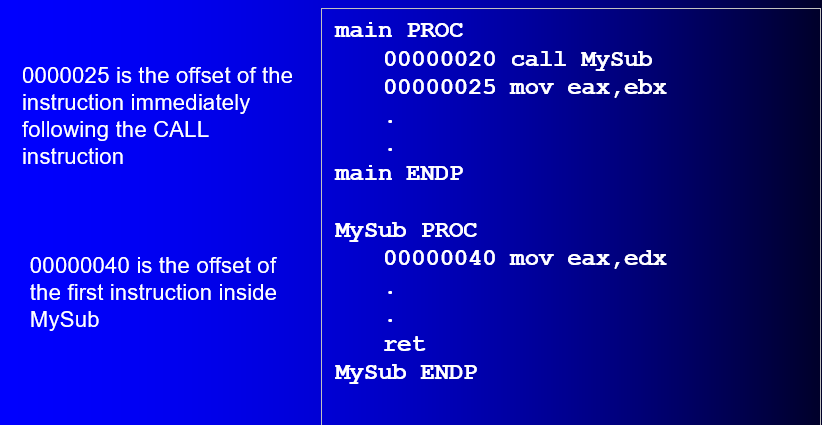 0000025 is the offset of the
instruction immediately
following the CALL
instruction
00000040 is the offset of
the first instruction inside
MySub
main PROC
00000020 call MySub
00000025 mov eax,ebx
.
.
main ENDP
MySub PROC
00000040 mov eax,edx
.
.
ret
MySub ENDP